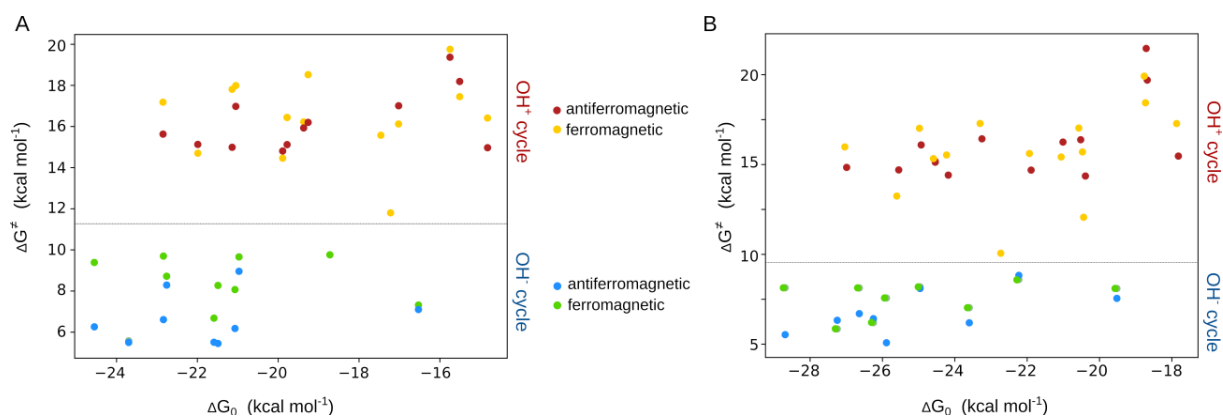 A
20
18
16
14
12
10
8
6
ΔG≠ (kcal mol⁻¹)
−24
−22
−20
−18
−16
ΔG₀ (kcal mol⁻¹)
OH⁺ cycle
OH⁻ cycle
antiferromagnetic
ferromagnetic
antiferromagnetic
ferromagnetic
B
20
15
10
5
ΔG≠ (kcal mol⁻¹)
−28
−26
−24
−22
−20
−18
ΔG₀ (kcal mol⁻¹)
OH⁺ cycle
OH⁻ cycle